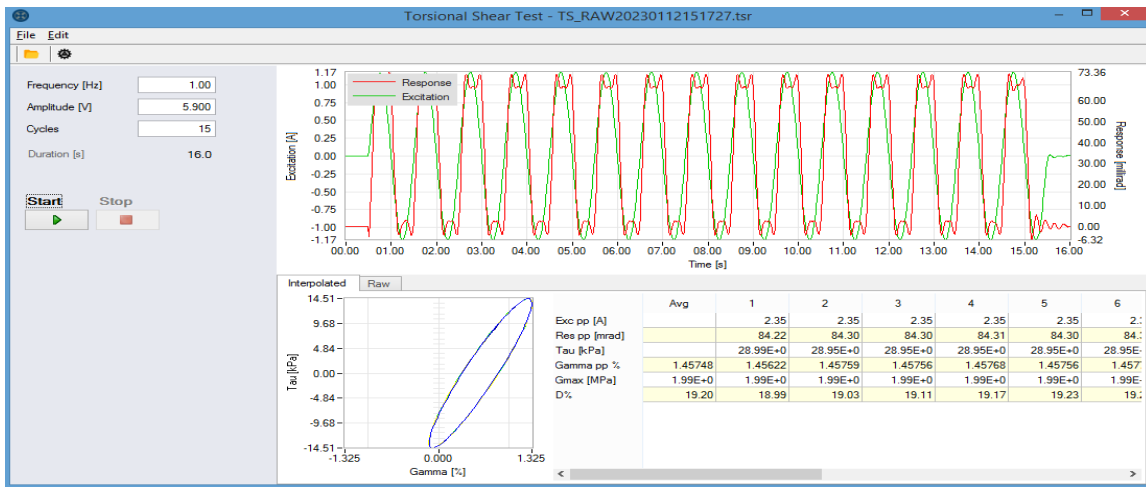 Torsional Shear Test - TS_RAW20230112151727.tsr
File Edit
Frequency [Hz] 1.00
Amplitude [V] 5.900
Cycles 15
Duration [s] 16.0
Start Stop
Response
Excitation
Excitation [A]
1.17
1.00
0.75
0.50
0.25
0.00
-0.25
-0.50
-0.75
-1.00
-1.17
73.36
60.00
50.00
40.00
30.00
20.00
10.00
0.00
-6.32
Response [millrad]
00.00 01.00 02.00 03.00 04.00 05.00 06.00 07.00 08.00 09.00 10.00 11.00 12.00 13.00 14.00 15.00 16.00
Time [s]
Interpolated Raw
Tau [kPa]
14.51
9.68
4.84
0.00
-4.84
-9.68
-14.51
-1.325 0.000 1.325
Gamma [%]
Avg 1 2 3 4 5 6
Exc pp [A] 2.35 2.35 2.35 2.35 2.35 2.
Res pp [mrad] 84.22 84.30 84.30 84.31 84.30 84.
Tau [kPa] 28.99E+0 28.95E+0 28.95E+0 28.95E+0 28.95E+0 28.95E-
Gamma pp % 1.45748 1.45622 1.45759 1.45756 1.45768 1.45756 1.457
Gmax [MPa] 1.99E+0 1.99E+0 1.99E+0 1.99E+0 1.99E+0 1.99E+0 1.99E-
D% 19.20 18.99 19.03 19.11 19.17 19.23 19.